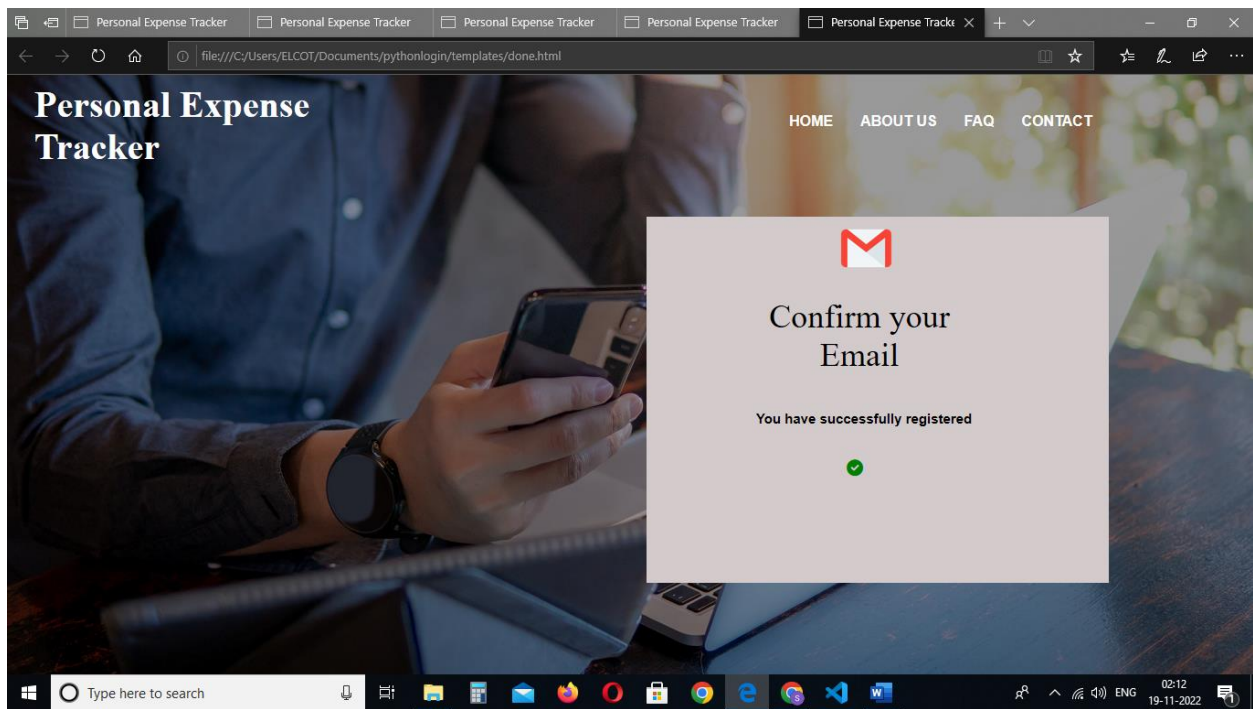 Personal Expense Tracker
Personal Expense Tracker
Personal Expense Tracker
Personal Expense Tracker
Personal Expense Tracke
file:///C:/Users/ELCOT/Documents/pythonlogin/templates/done.html
Personal Expense
Tracker
HOME ABOUT US FAQ CONTACT
Confirm your
Email
You have successfully registered
Type here to search
ENG
02:12
19-11-2022